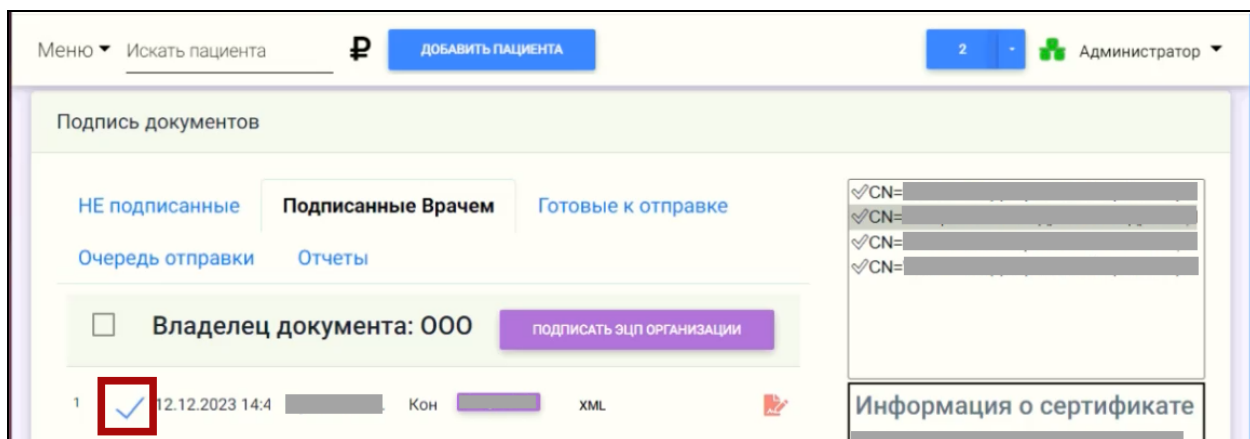 Меню Искать пациента ₽ ДОБАВИТЬ ПАЦИЕНТА 2 Администратор
Подпись документов
НЕ подписанные Подписанные Врачем Готовые к отправке
Очередь отправки Отчеты
Владелец документа: ООО ПОДПИСАТЬ ЭЦП ОРГАНИЗАЦИИ
1 12.12.2023 14:4 Кон XML
CN=
CN=
CN=
CN=
Информация о сертификате